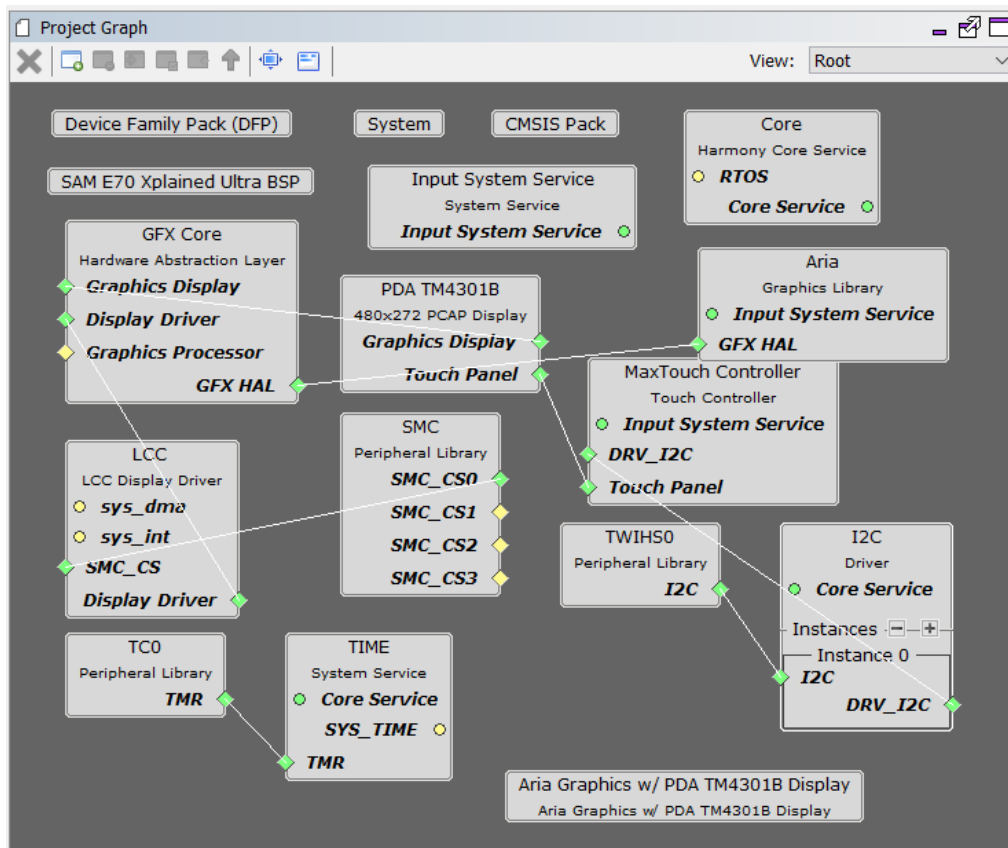 Project Graph
View: Root
Device Family Pack (DFP)
System
CMSIS Pack
SAM E70 Xplained Ultra BSP
Core
Harmony Core Service
RTOS
Core Service
Input System Service
System Service
Input System Service
GFX Core
Hardware Abstraction Layer
Graphics Display
Display Driver
Graphics Processor
GFX HAL
PDA TM4301B
480x272 PCAP Display
Graphics Display
Touch Panel
Aria
Graphics Library
Input System Service
GFX HAL
MaxTouch Controller
Touch Controller
Input System Service
DRV_I2C
Touch Panel
LCC
LCC Display Driver
sys_dma
sys_int
SMC_CS
Display Driver
SMC
Peripheral Library
SMC_CS0
SMC_CS1
SMC_CS2
SMC_CS3
TWIHS0
Peripheral Library
I2C
I2C
Driver
Core Service
Instances
Instance 0
I2C
DRV_I2C
TC0
Peripheral Library
TMR
TIME
System Service
Core Service
SYS_TIME
TMR
Aria Graphics w/ PDA TM4301B Display
Aria Graphics w/ PDA TM4301B Display